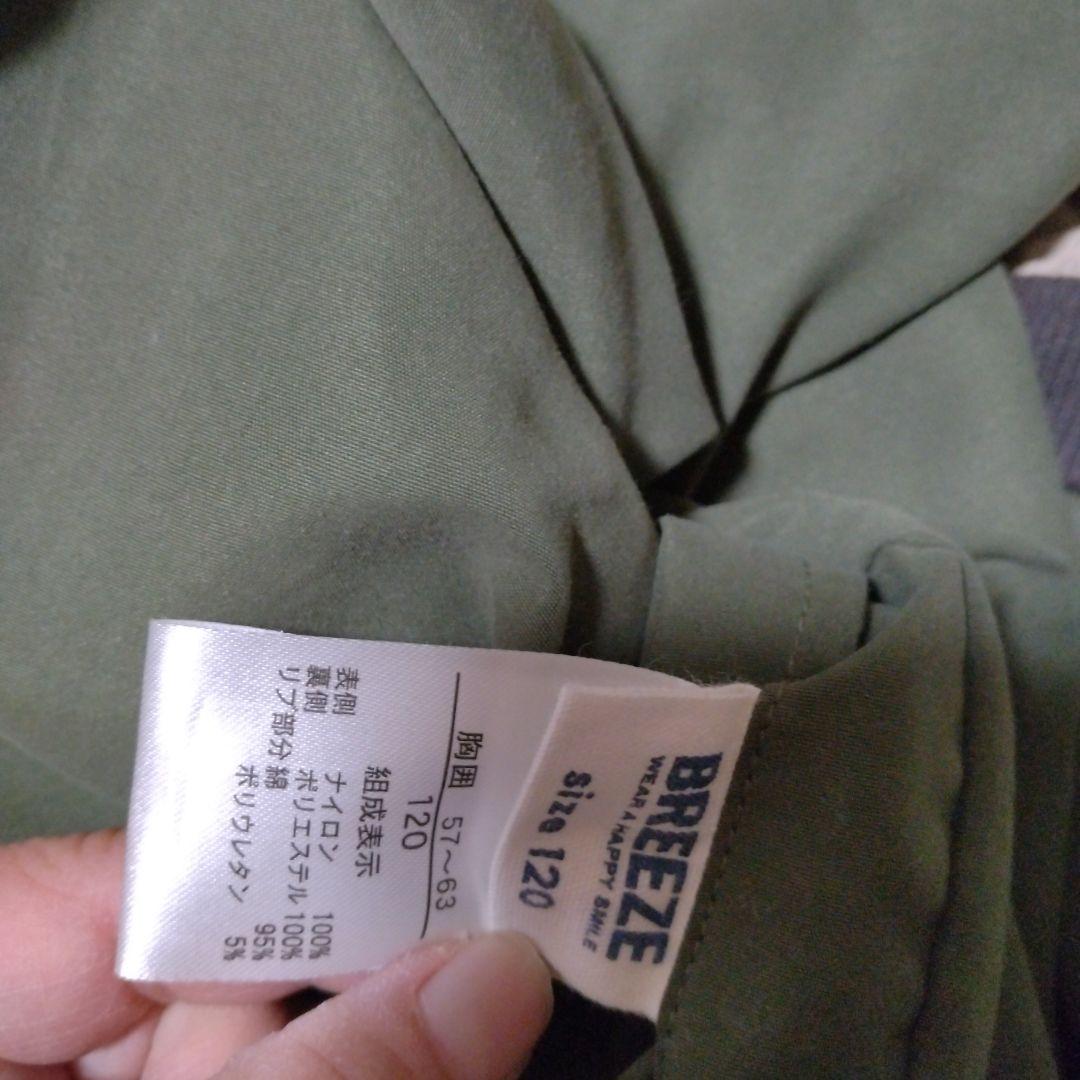 BREEZE
WEAR A HAPPY SMILE
size 120
胸囲 57～63
120
組成表示
表側 ナイロン 100%
裏側 ポリエステル 100%
リブ部分 綿 95%
ポリウレタン 5%